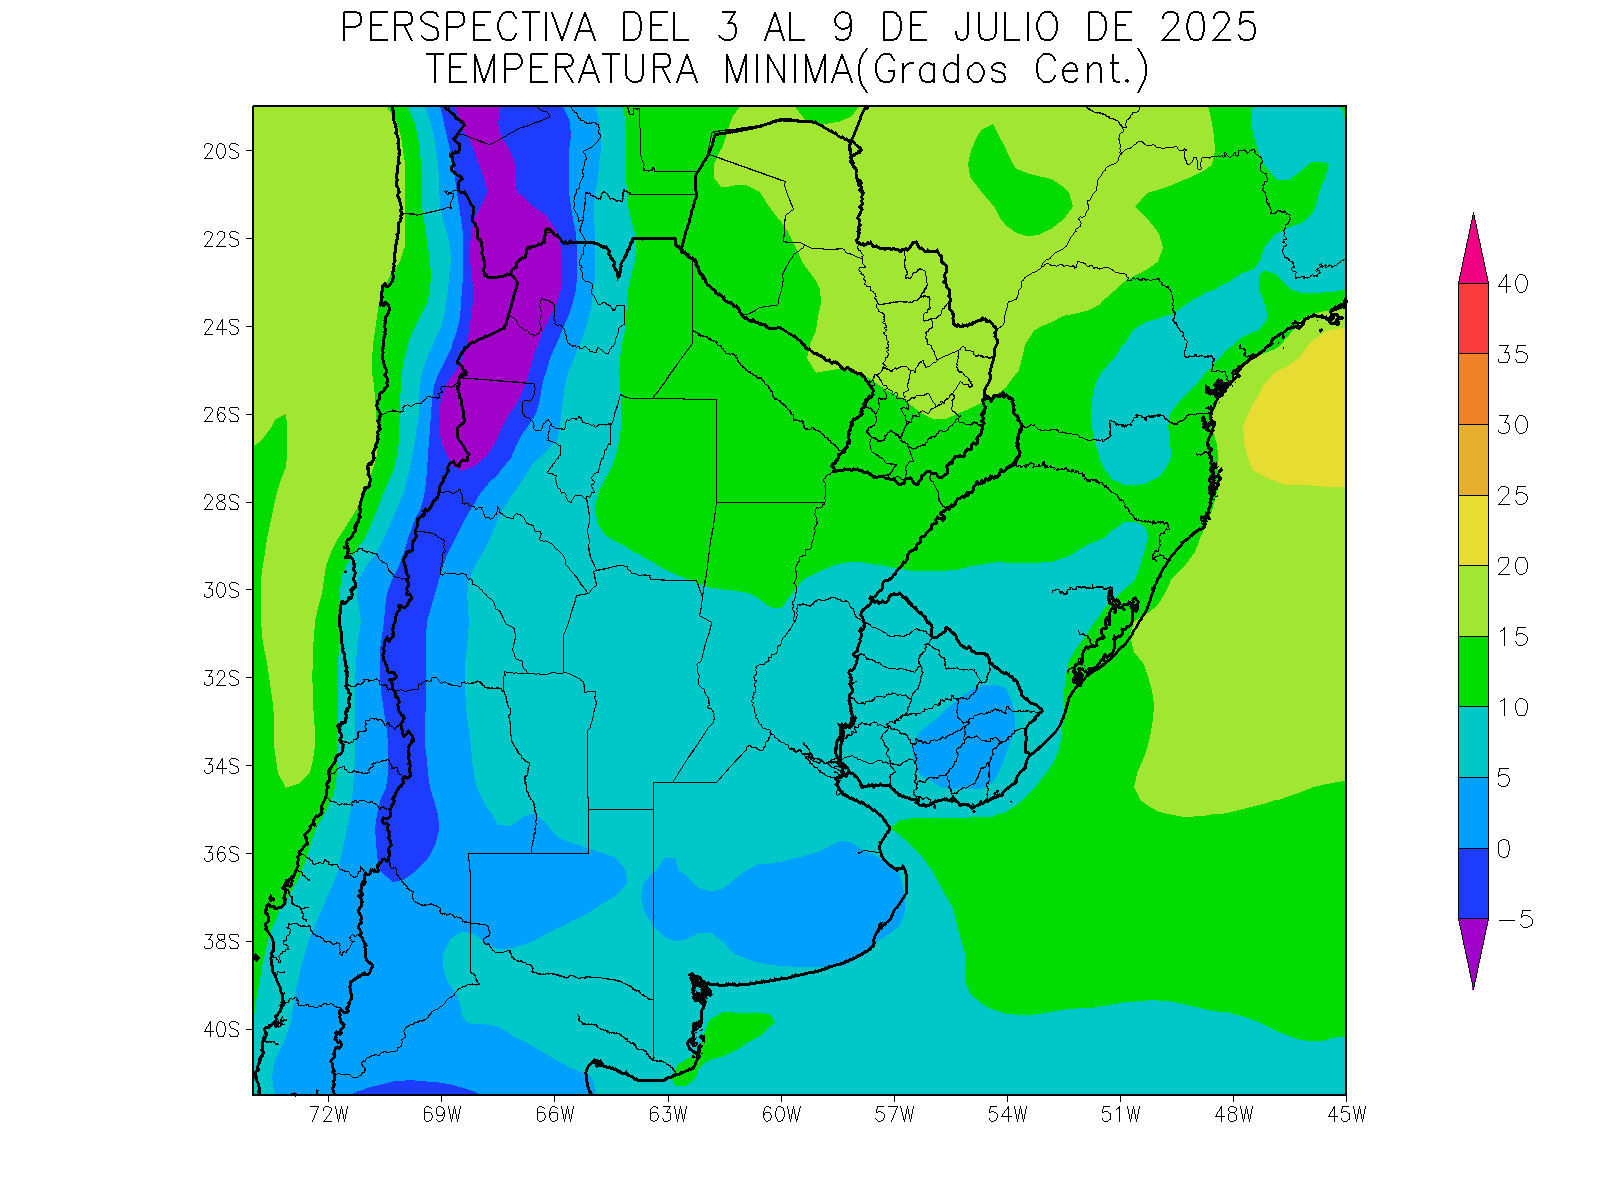 PERSPECTIVA DEL 3 AL 9 DE JULIO DE 2025
TEMPERATURA MINIMA(Grados Cent.)
20S
22S
24S
26S
28S
30S
32S
34S
36S
38S
40S
72W 69W 66W 63W 60W 57W 54W 51W 48W 45W
40
35
30
25
20
15
10
5
0
−5